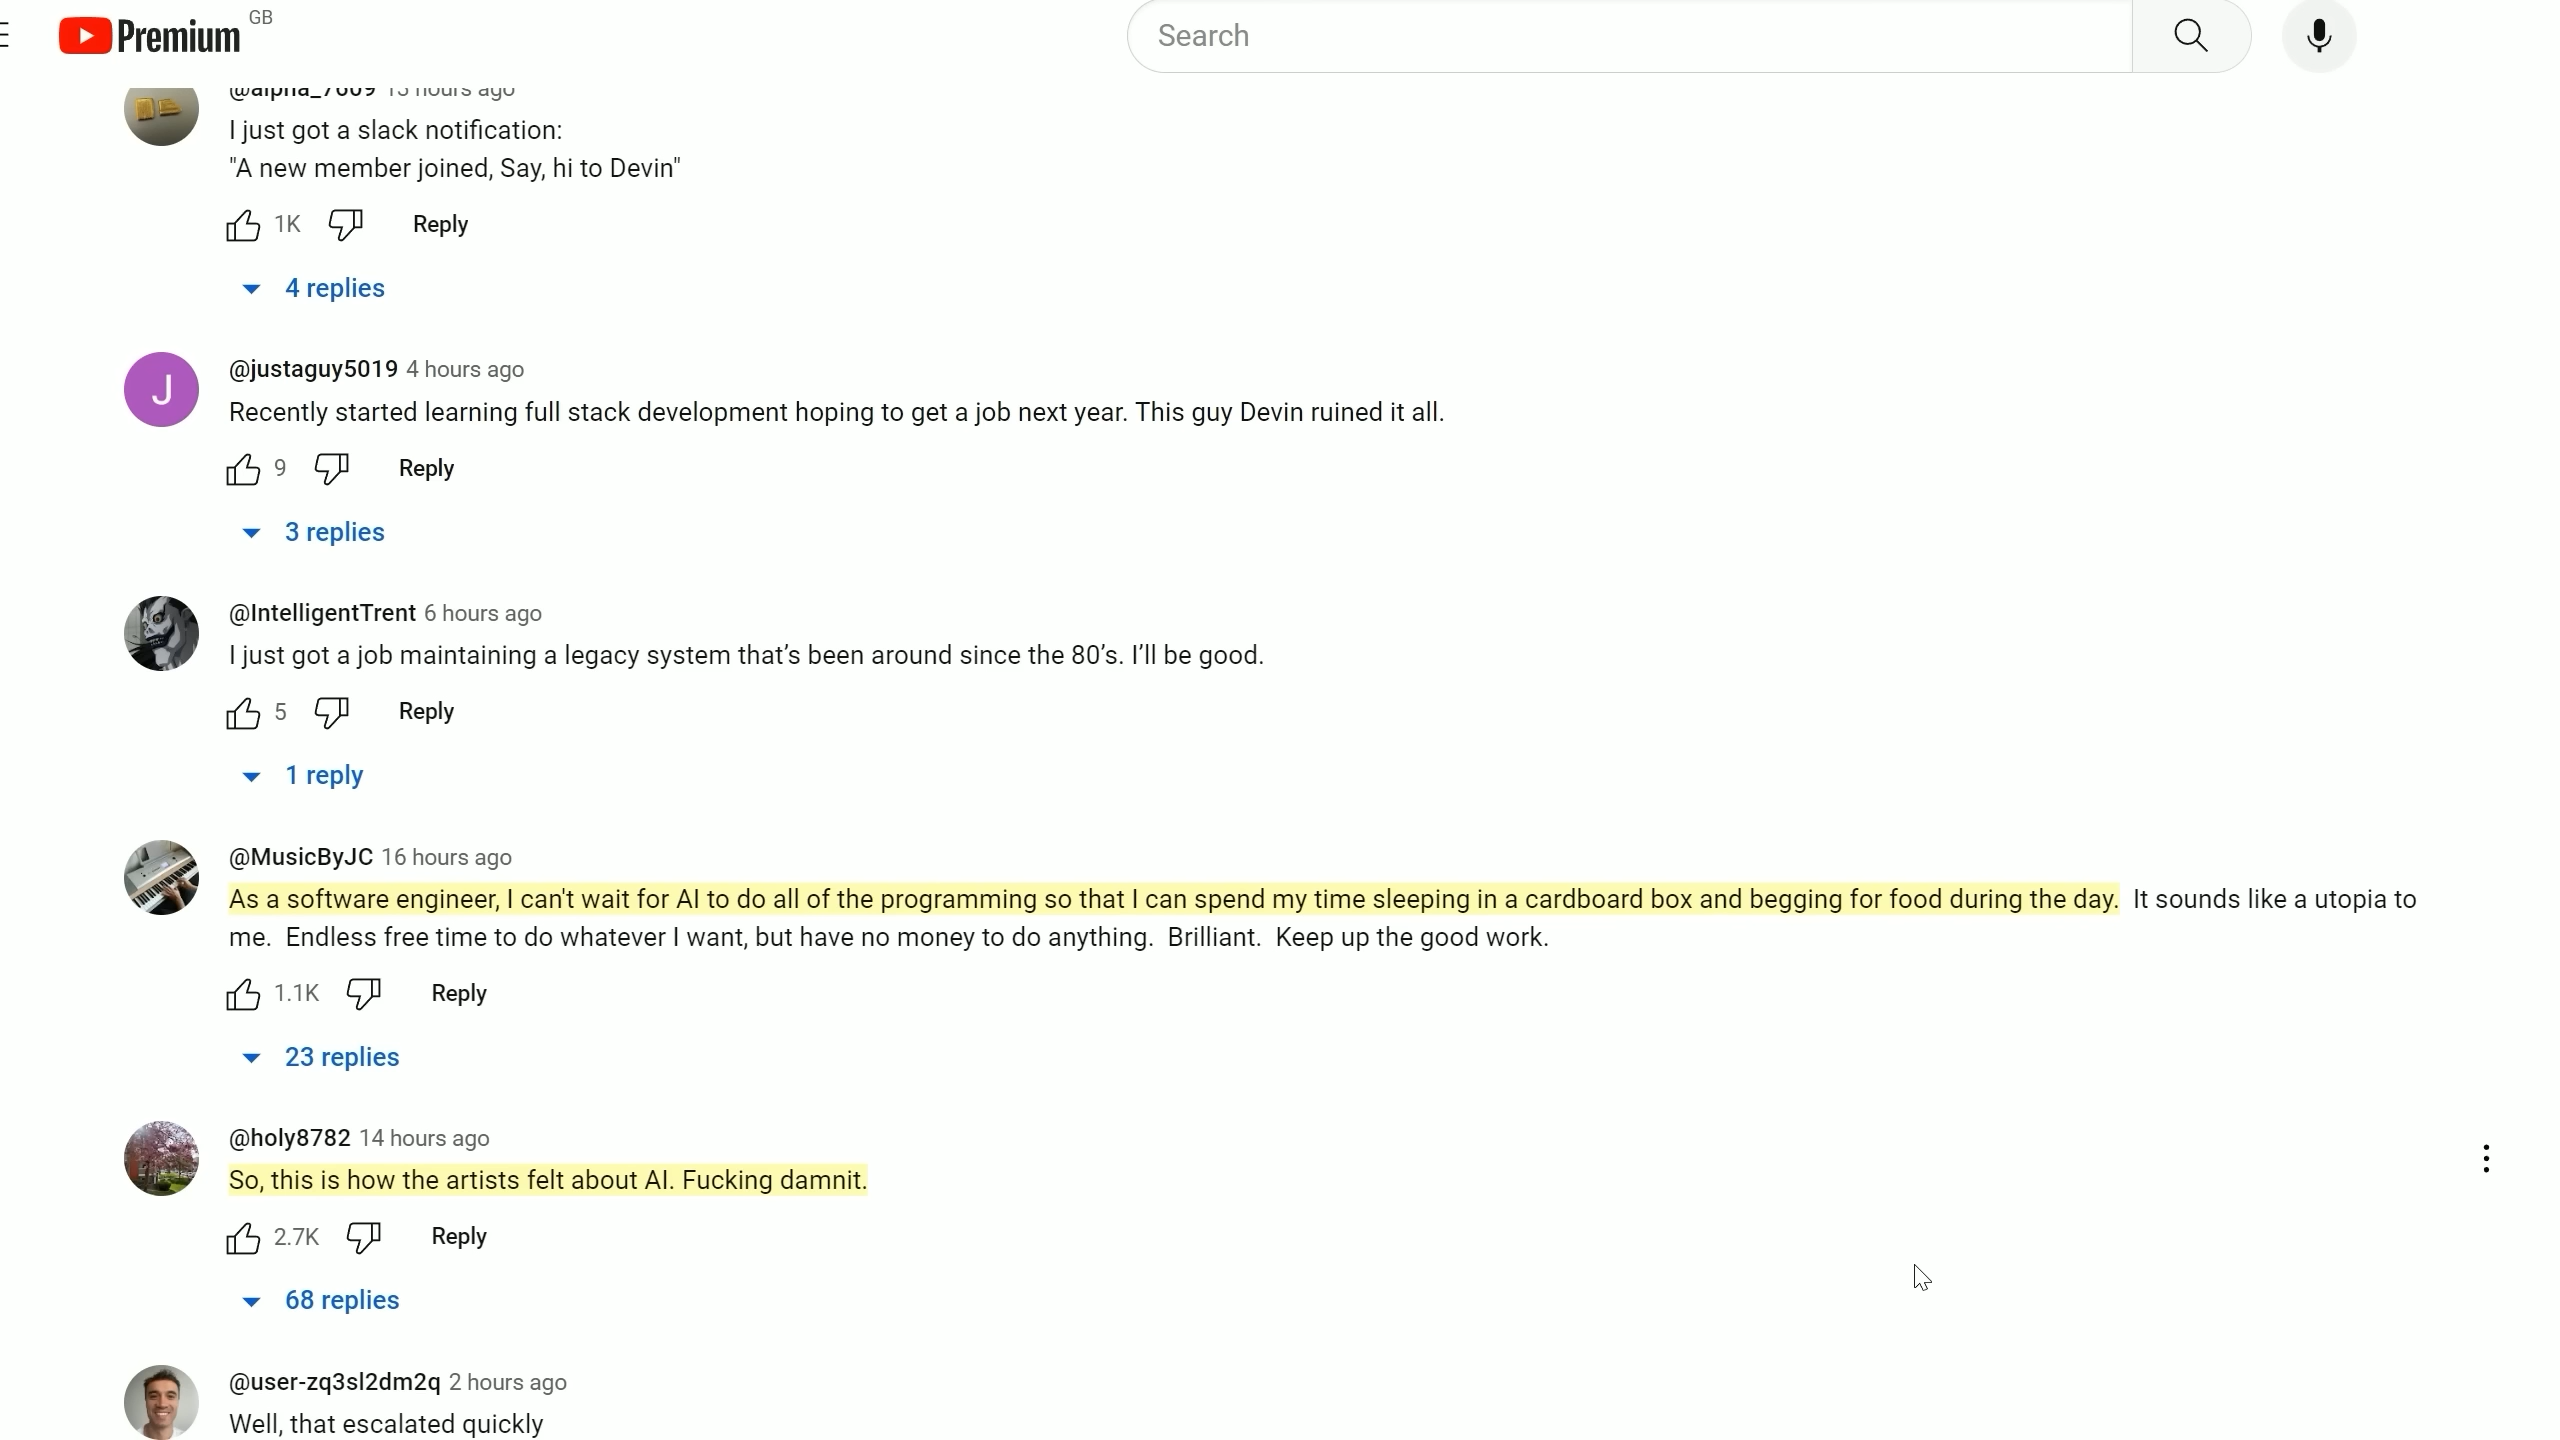 GB
Premium
Search
@alpha_7609 13 hours ago
I just got a slack notification:
"A new member joined, Say, hi to Devin"
1K Reply
4 replies
J
@justaguy5019 4 hours ago
Recently started learning full stack development hoping to get a job next year. This guy Devin ruined it all.
9 Reply
3 replies
@IntelligentTrent 6 hours ago
I just got a job maintaining a legacy system that’s been around since the 80’s. I’ll be good.
5 Reply
1 reply
@MusicByJC 16 hours ago
As a software engineer, I can't wait for AI to do all of the programming so that I can spend my time sleeping in a cardboard box and begging for food during the day.  It sounds like a utopia to
me.  Endless free time to do whatever I want, but have no money to do anything.  Brilliant.  Keep up the good work.
1.1K Reply
23 replies
@holy8782 14 hours ago
So, this is how the artists felt about AI. Fucking damnit.
2.7K Reply
68 replies
@user-zq3sl2dm2q 2 hours ago
Well, that escalated quickly